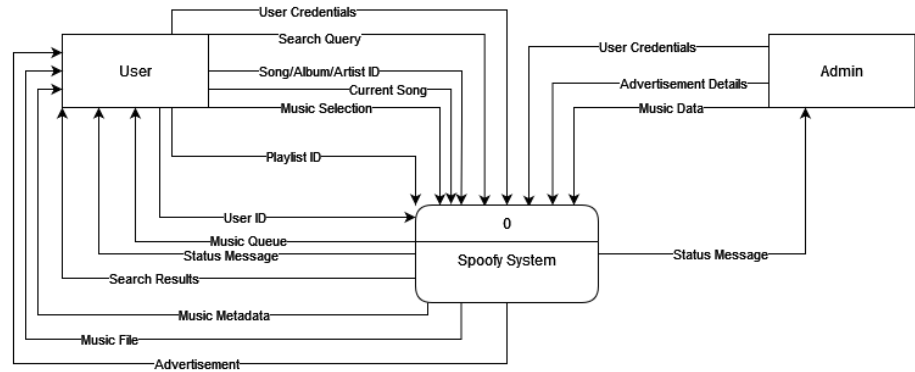 User Credentials
Search Query
User Credentials
User
Song/Album/Artist ID
Advertisement Details
Admin
Current Song
Music Selection
Music Data
Playlist ID
User ID
0
Music Queue
Status Message
Spoofy System
Status Message
Search Results
Music Metadata
Music File
Advertisement